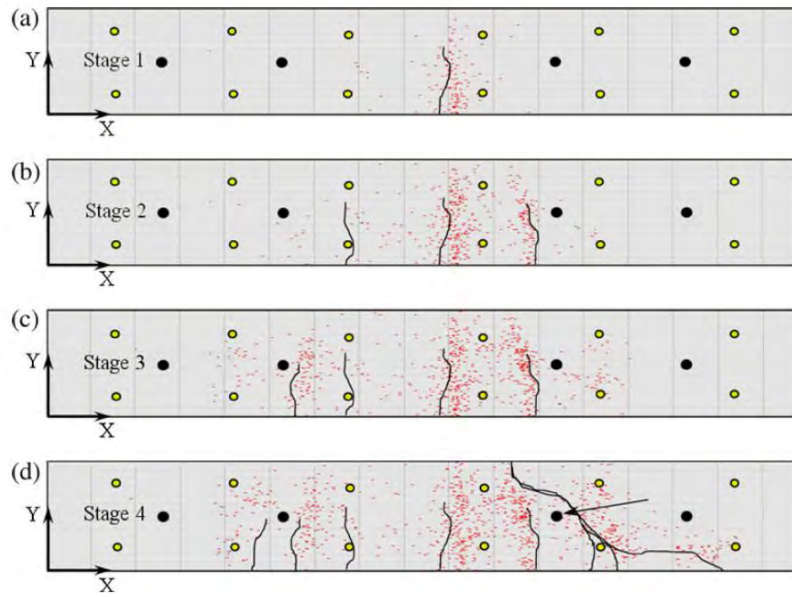 (a)
Stage 1
Y
X
(b)
Stage 2
Y
X
(c)
Stage 3
Y
X
(d)
Stage 4
Y
X